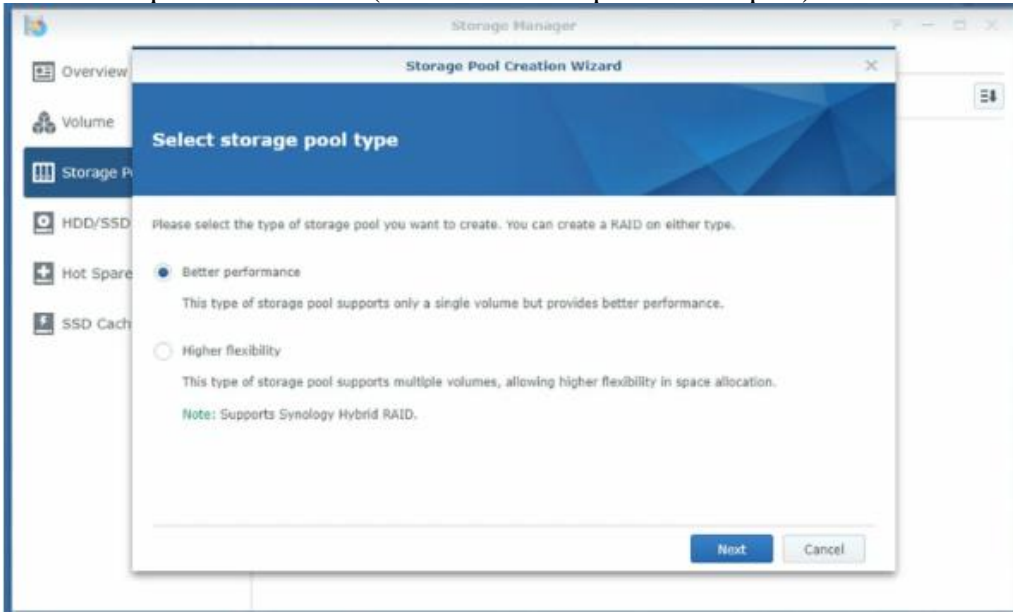 Storage Manager
Storage Pool Creation Wizard
Overview
Volume
Select storage pool type
Storage P
HDD/SSD
Please select the type of storage pool you want to create. You can create a RAID on either type.
Hot Spare
Better performance
This type of storage pool supports only a single volume but provides better performance.
SSD Cach
Higher flexibility
This type of storage pool supports multiple volumes, allowing higher flexibility in space allocation.
Note: Supports Synology Hybrid RAID.
Next
Cancel